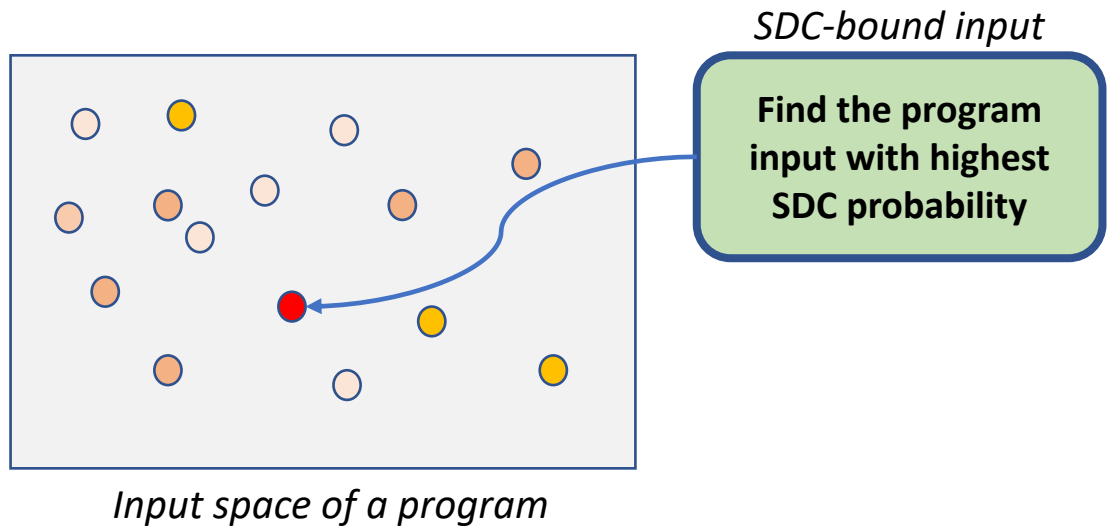 SDC-bound input
Find the program
input with highest
SDC probability
Input space of a program